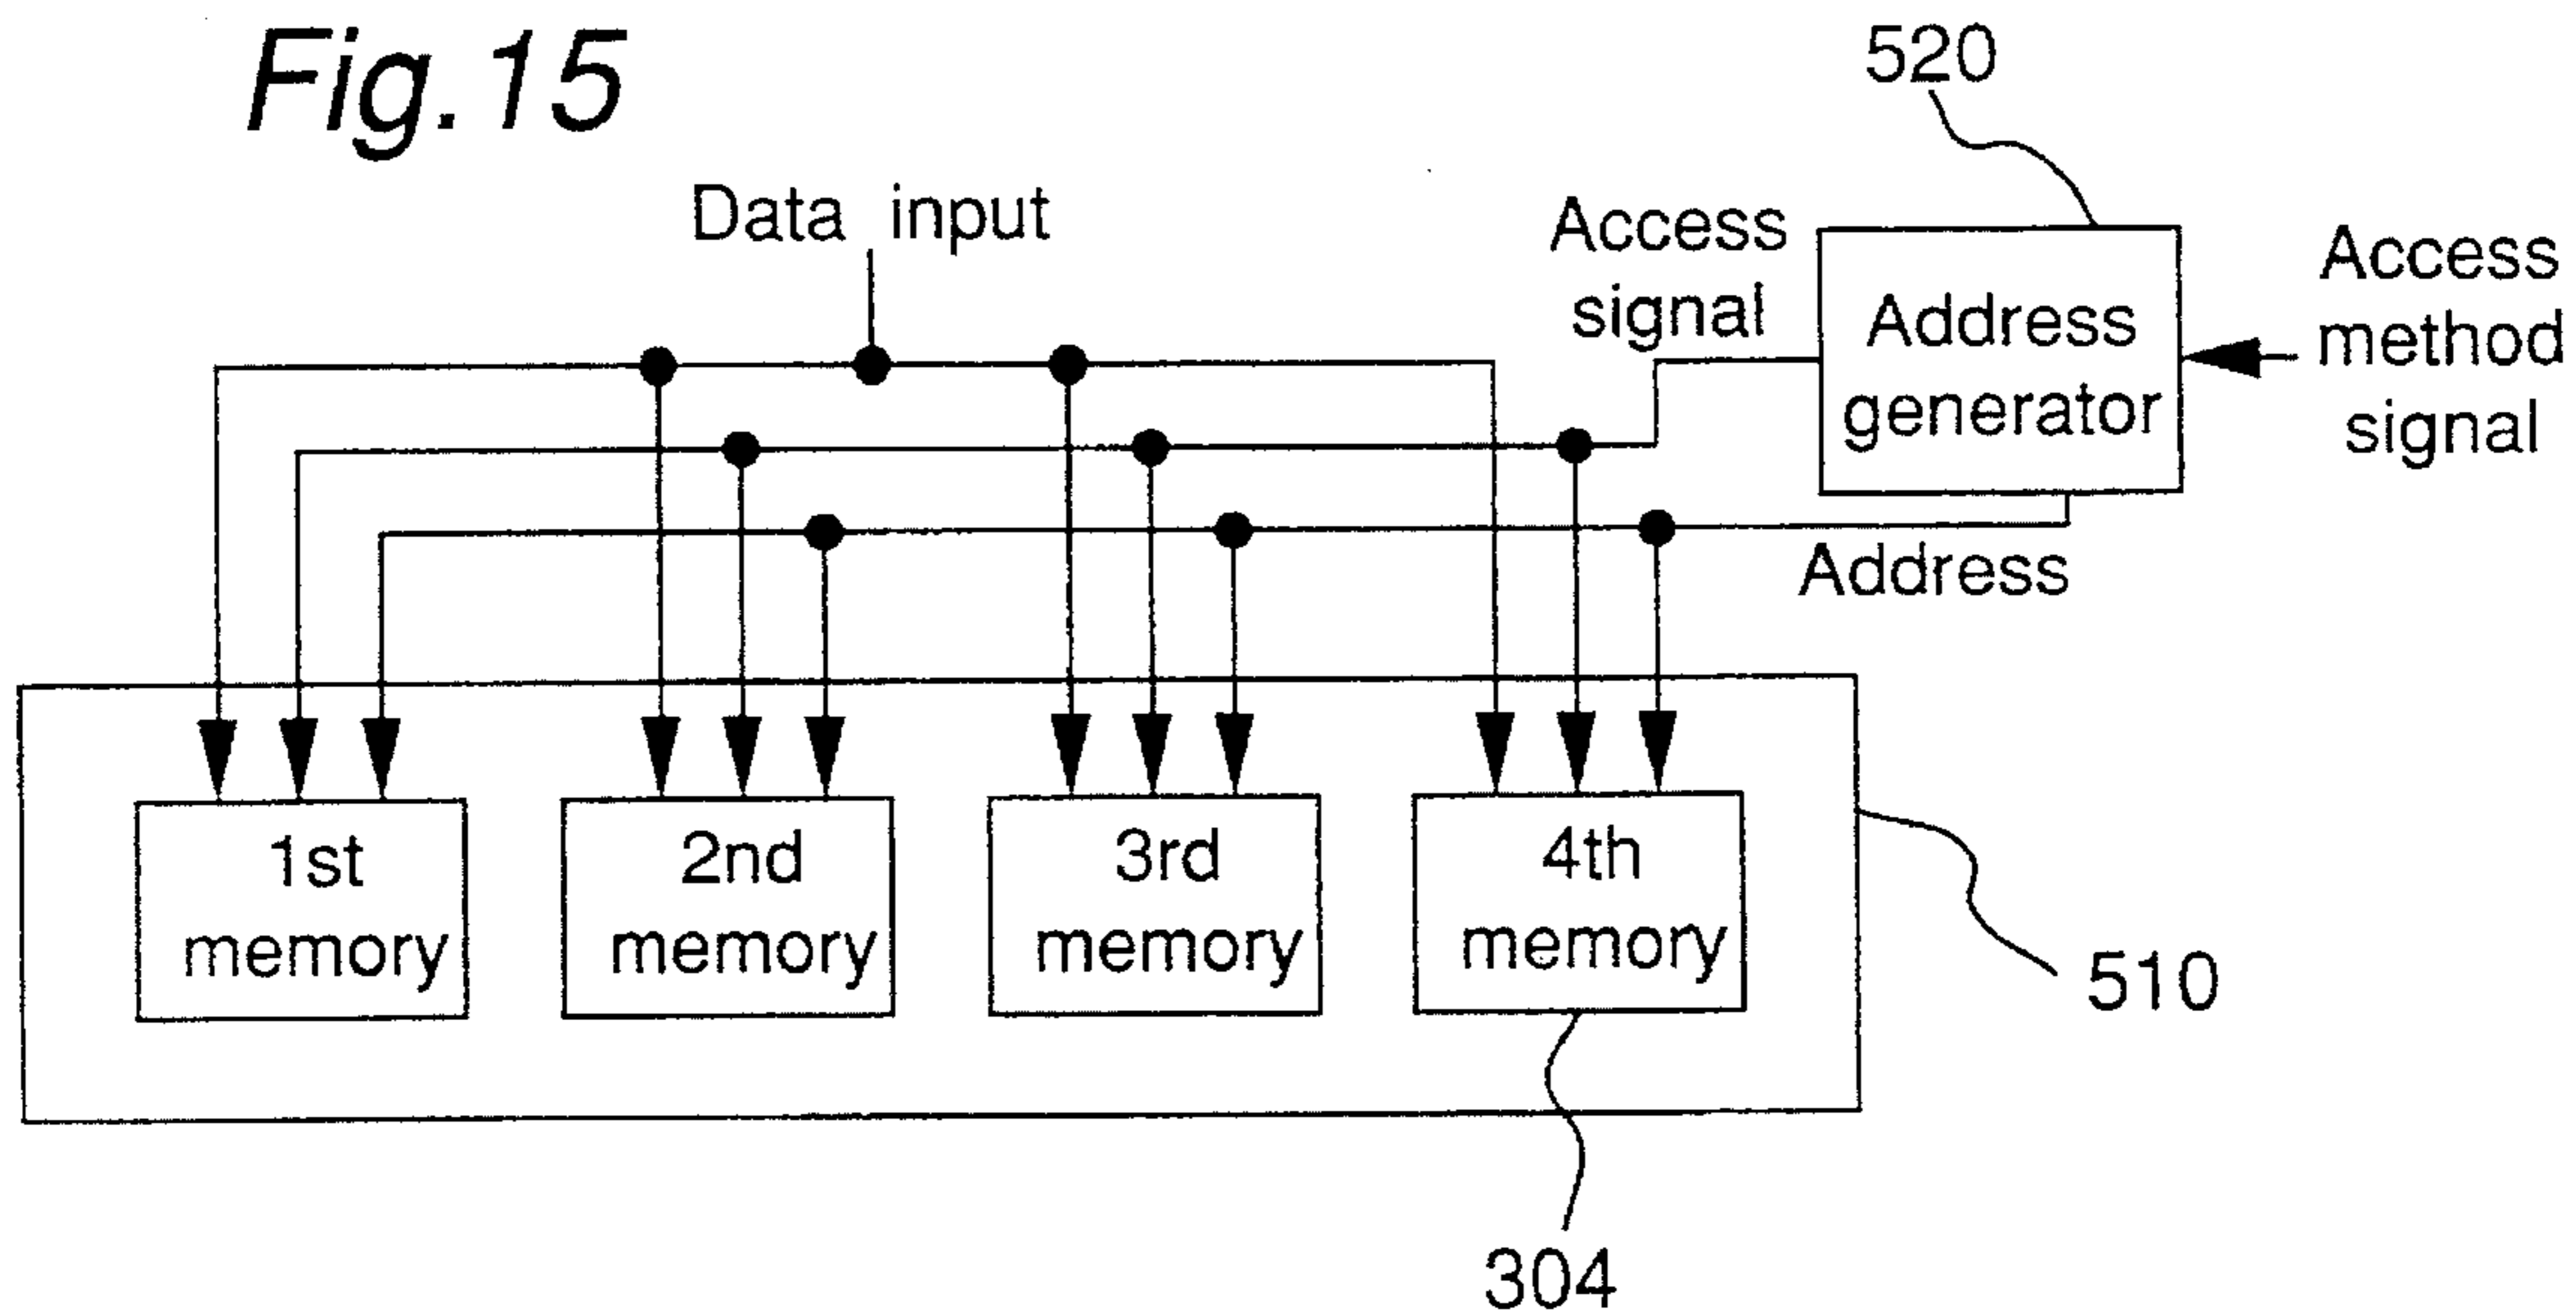 Fig.15
520
Data input
Access
signal
Address
generator
Access
method
signal
Address
1st
memory
2nd
memory
3rd
memory
4th
memory
510
304